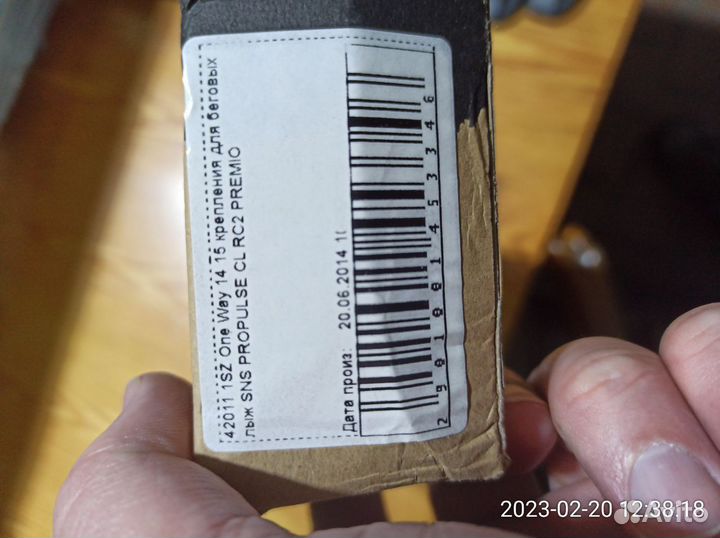 42011 1SZ One Way 14 15 крепления для беговых
лыж SNS PROPULSE CL RC2 PREMIO
Дата произ: 20.06.2014 1(
2 9 0 1 0 0 1 4 5 3 3 4 6
2023-02-20 12:38:18
Avito